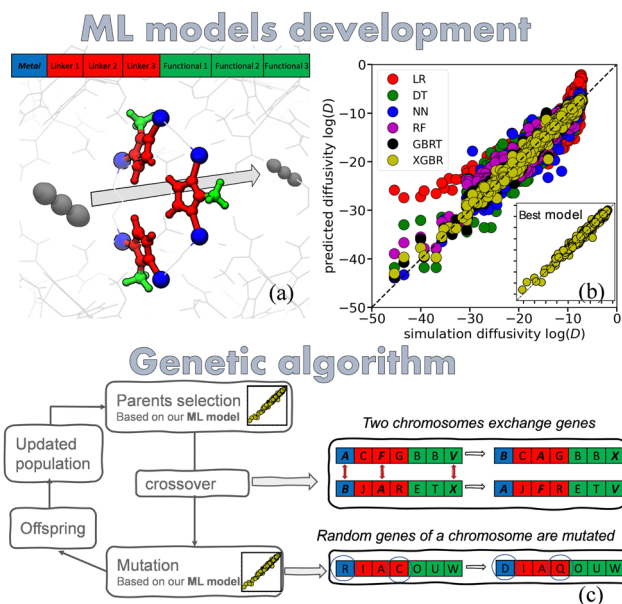 ML models development
Metal Linker 1 Linker 2 Linker 3 Functional 1 Functional 2 Functional 3
(a)
predicted diffusivity log(D)
0
−10
−20
−30
−40
−50
LR
DT
NN
RF
GBRT
XGBR
Best model
(b)
−50 −40 −30 −20 −10 0
simulation diffusivity log(D)
Genetic algorithm
Parents selection
Based on our ML model
Updated
population
crossover
Offspring
Mutation
Based on our ML model
Two chromosomes exchange genes
A C F G B B V
B C A G B B X
B J A R E T X
A J F R E T V
Random genes of a chromosome are mutated
R I A C O U W
D I A Q O U W
(c)